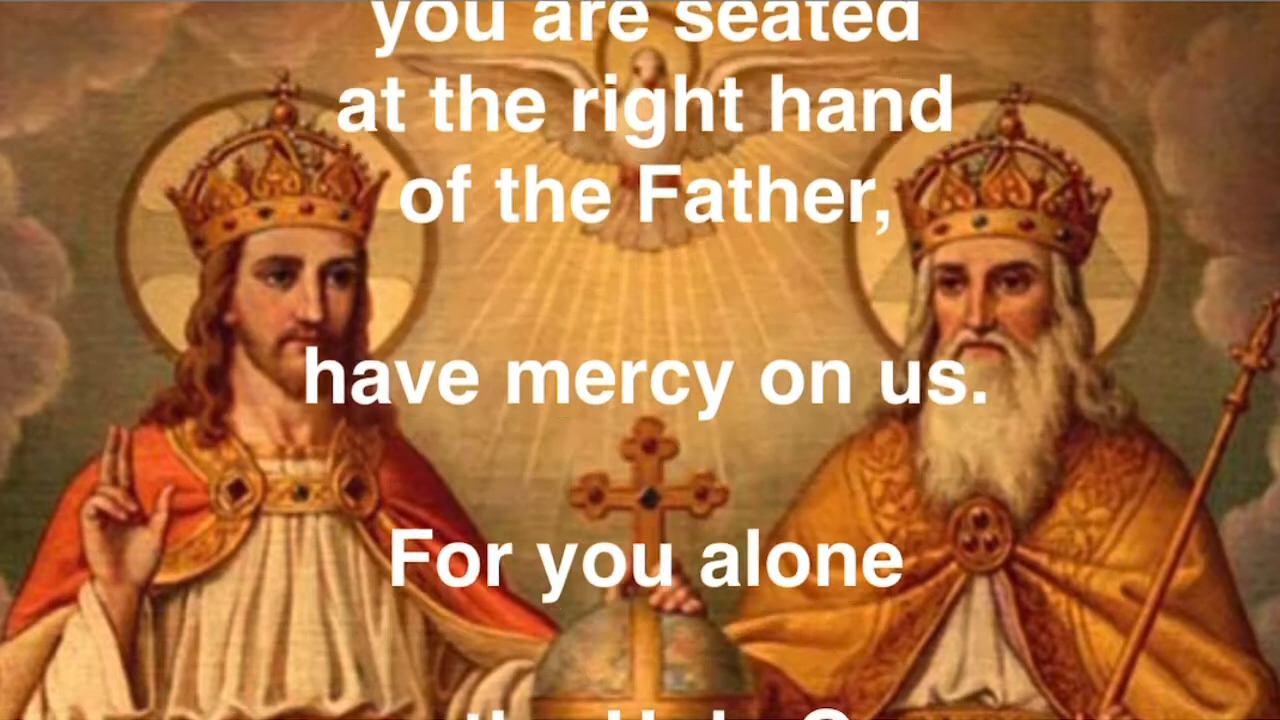 you are seated
at the right hand
of the Father,
have mercy on us.
For you alone